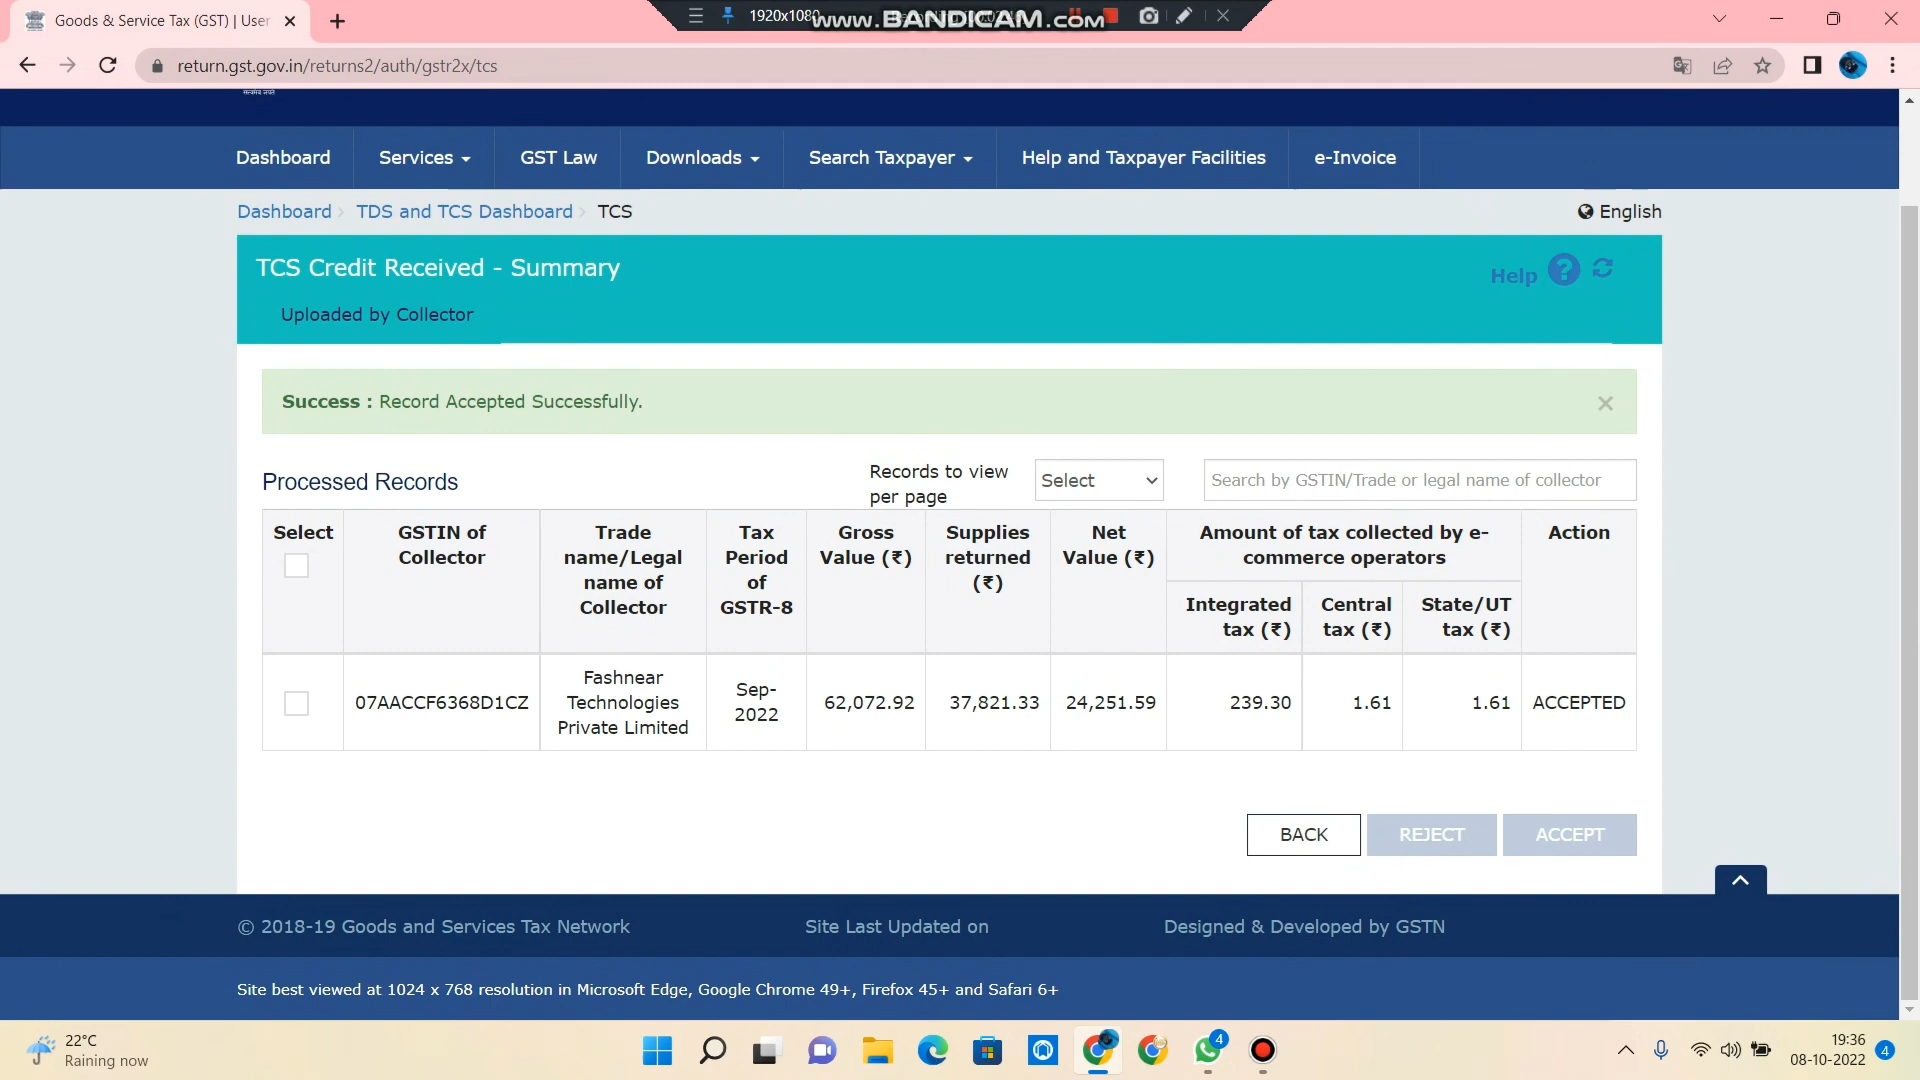 Goods & Service Tax (GST) | User
1920x1080
www.BANDICAM.com
return.gst.gov.in/returns2/auth/gstr2x/tcs
सत्यमेव जयते
Dashboard
Services
GST Law
Downloads
Search Taxpayer
Help and Taxpayer Facilities
e-Invoice
Dashboard
TDS and TCS Dashboard
TCS
English
TCS Credit Received - Summary
Help
Uploaded by Collector
Success : Record Accepted Successfully.
Processed Records
Records to view
per page
Select
Search by GSTIN/Trade or legal name of collector
Select
GSTIN of
Collector
Trade
name/Legal
name of
Collector
Tax
Period
of
GSTR-8
Gross
Value (₹)
Supplies
returned
(₹)
Net
Value (₹)
Amount of tax collected by e-
commerce operators
Integrated
tax (₹)
Central
tax (₹)
State/UT
tax (₹)
Action
07AACCF6368D1CZ
Fashnear
Technologies
Private Limited
Sep-
2022
62,072.92
37,821.33
24,251.59
239.30
1.61
1.61
ACCEPTED
BACK
REJECT
ACCEPT
© 2018-19 Goods and Services Tax Network
Site Last Updated on
Designed & Developed by GSTN
Site best viewed at 1024 x 768 resolution in Microsoft Edge, Google Chrome 49+, Firefox 45+ and Safari 6+
22°C
Raining now
4
19:36
08-10-2022
4